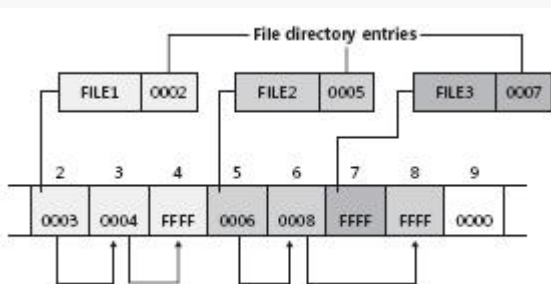 File directory entries
FILE1 0002 FILE2 0005 FILE3 0007
2 3 4 5 6 7 8 9
0003 0004 FFFF 0006 0008 FFFF FFFF 0000